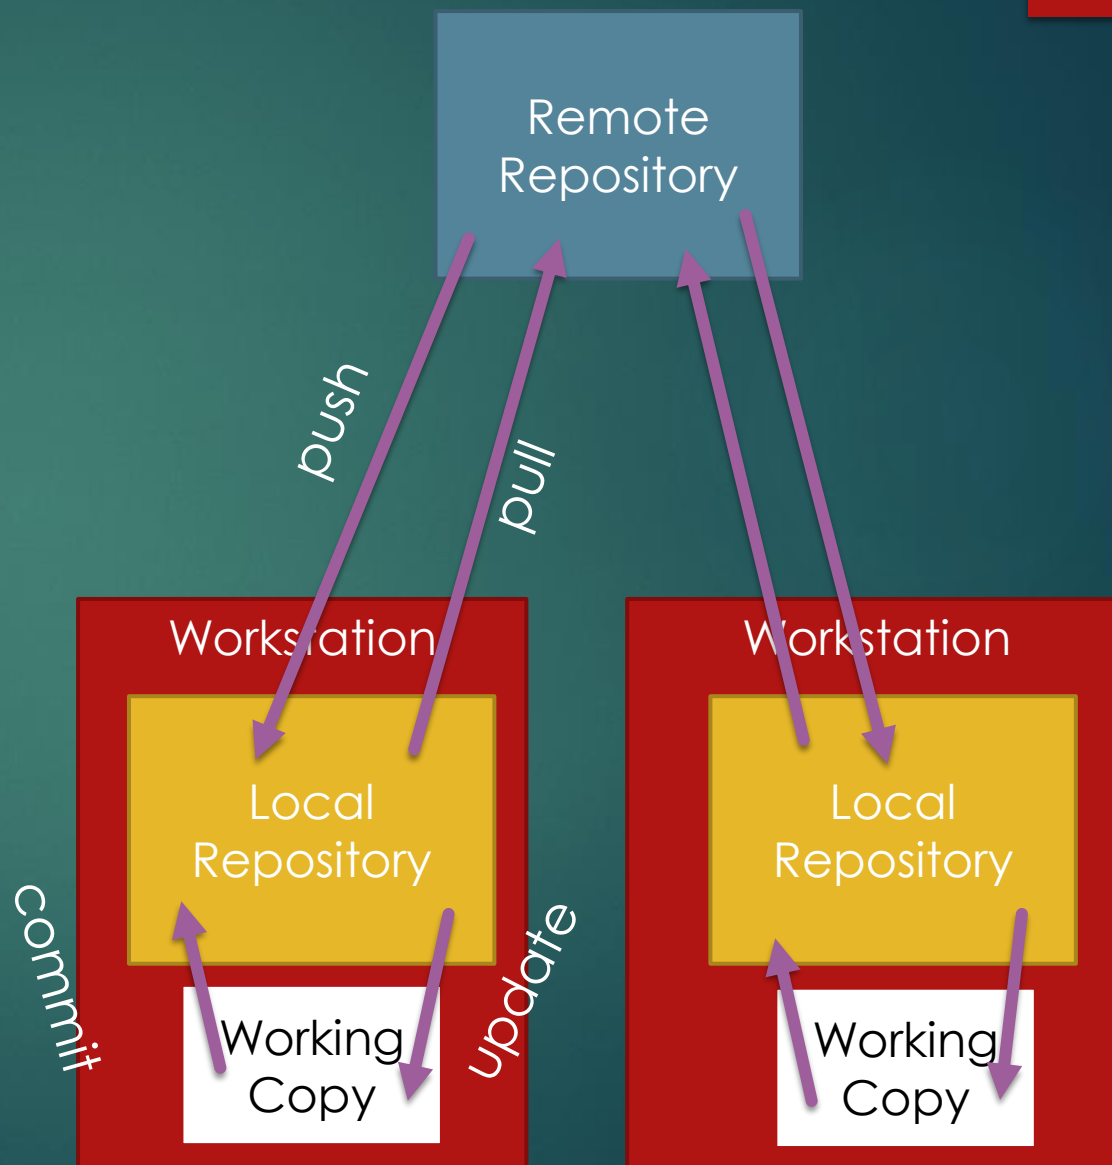 Remote
Repository
push
pull
Workstation
Workstation
Local
Repository
Local
Repository
commit
update
Working
Copy
Working
Copy